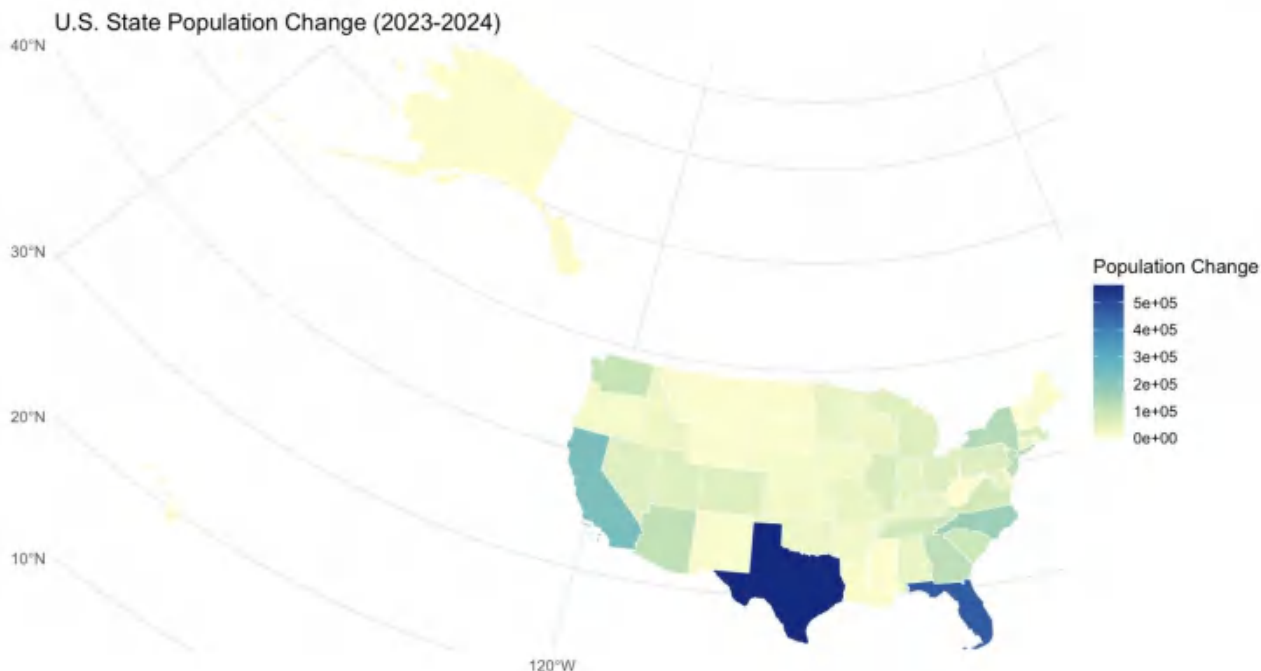 U.S. State Population Change (2023-2024)
40°N
30°N
20°N
10°N
120°W
Population Change
5e+05
4e+05
3e+05
2e+05
1e+05
0e+00